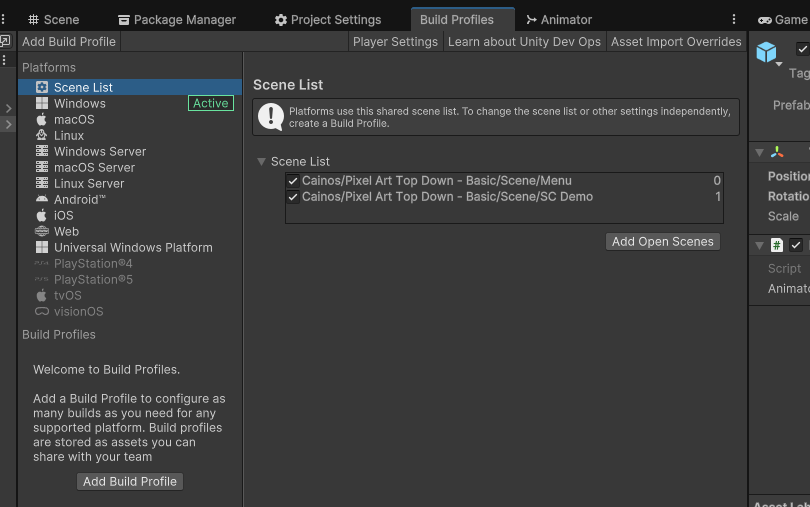 Scene Package Manager Project Settings Build Profiles Animator Game
Add Build Profile Player Settings Learn about Unity Dev Ops Asset Import Overrides
Platforms
Scene List
Windows Active
macOS
Linux
Windows Server
macOS Server
Linux Server
Android™
iOS
Web
Universal Windows Platform
PlayStation®4
PlayStation®5
tvOS
visionOS
Build Profiles
Welcome to Build Profiles.
Add a Build Profile to configure as
many builds as you need for any
supported platform. Build profiles
are stored as assets you can
share with your team
Add Build Profile
Scene List
Platforms use this shared scene list. To change the scene list or other settings independently,
create a Build Profile.
Scene List
Cainos/Pixel Art Top Down - Basic/Scene/Menu 0
Cainos/Pixel Art Top Down - Basic/Scene/SC Demo 1
Add Open Scenes
Tag
Prefab
Position
Rotatio
Scale
#
Script
Animato